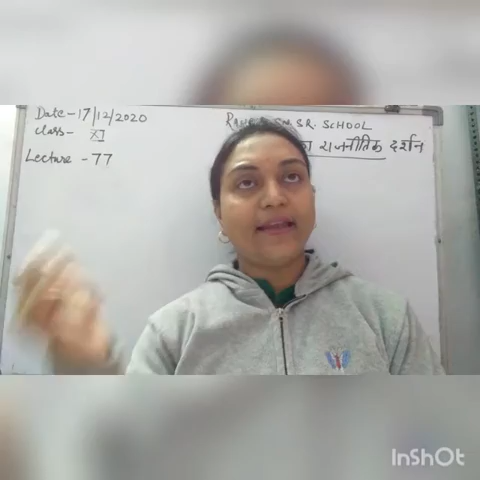 Date-17/12/2020
Class- XI
SR. SCHOOL
Lecture -77
राजनीतिक दर्शन
InShOt